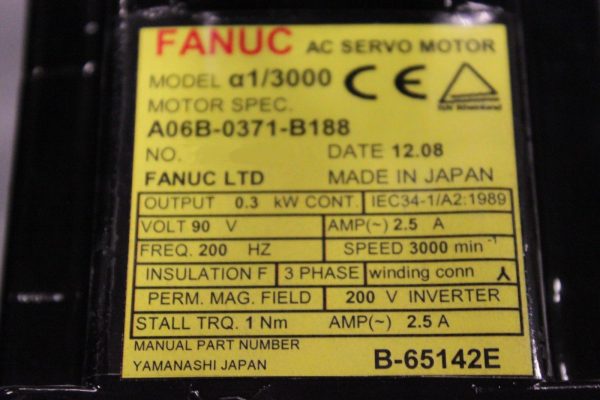 FANUC AC SERVO MOTOR
MODEL α1/3000 CE
MOTOR SPEC. TÜV Rheinland
A06B-0371-B188
NO. DATE 12.08
FANUC LTD MADE IN JAPAN
OUTPUT 0.3 kW CONT. IEC34-1/A2:1989
VOLT 90 V AMP(~) 2.5 A
FREQ. 200 HZ SPEED 3000 min⁻¹
INSULATION F 3 PHASE winding conn
PERM. MAG. FIELD 200 V INVERTER
STALL TRQ. 1 Nm AMP(~) 2.5 A
MANUAL PART NUMBER
YAMANASHI JAPAN B-65142E